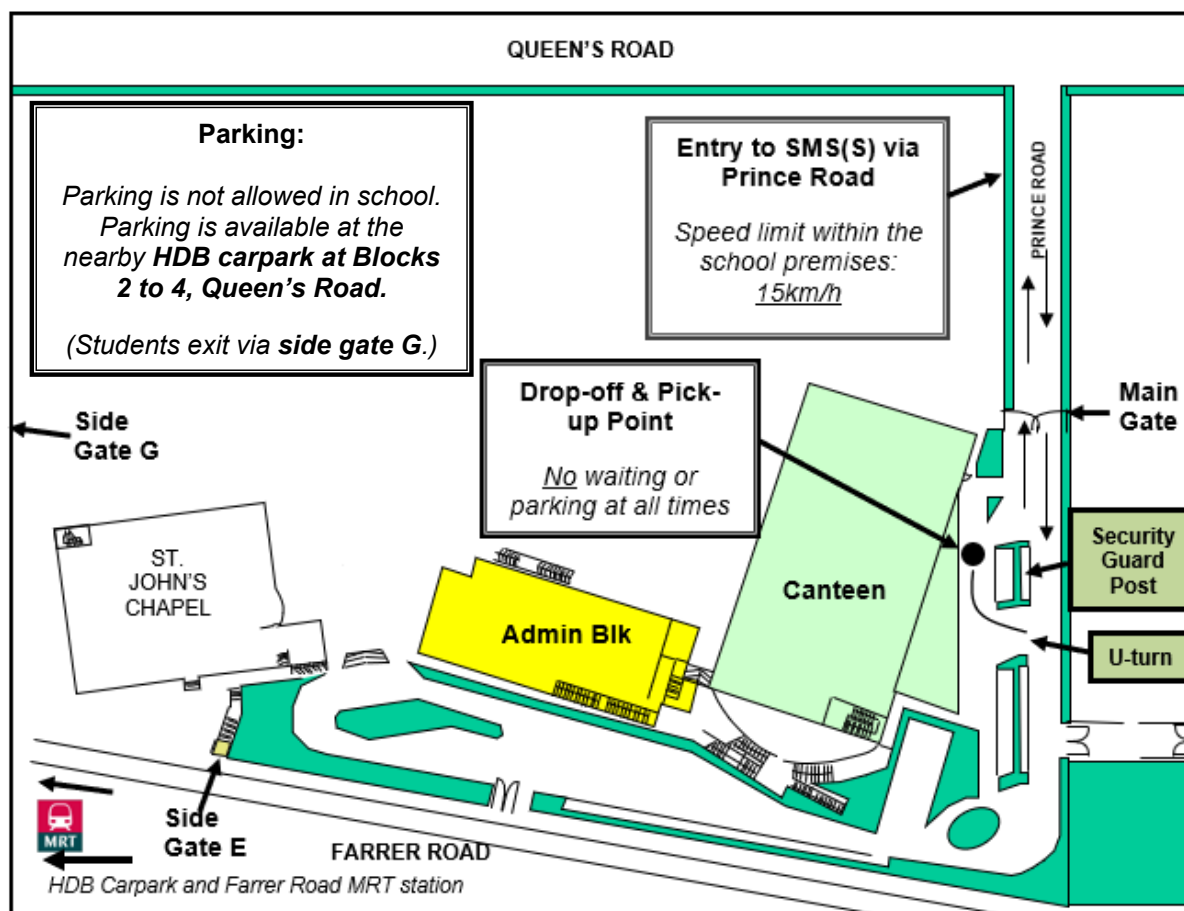 QUEEN'S ROAD
Parking:
Parking is not allowed in school.
Parking is available at the
nearby HDB carpark at Blocks
2 to 4, Queen's Road.
(Students exit via side gate G.)
Entry to SMS(S) via
Prince Road
Speed limit within the
school premises:
15km/h
PRINCE ROAD
Side
Gate G
Drop-off & Pick-
up Point
No waiting or
parking at all times
Main
Gate
Security
Guard
Post
U-turn
ST.
JOHN'S
CHAPEL
Admin Blk
Canteen
Side
Gate E
FARRER ROAD
MRT
HDB Carpark and Farrer Road MRT station